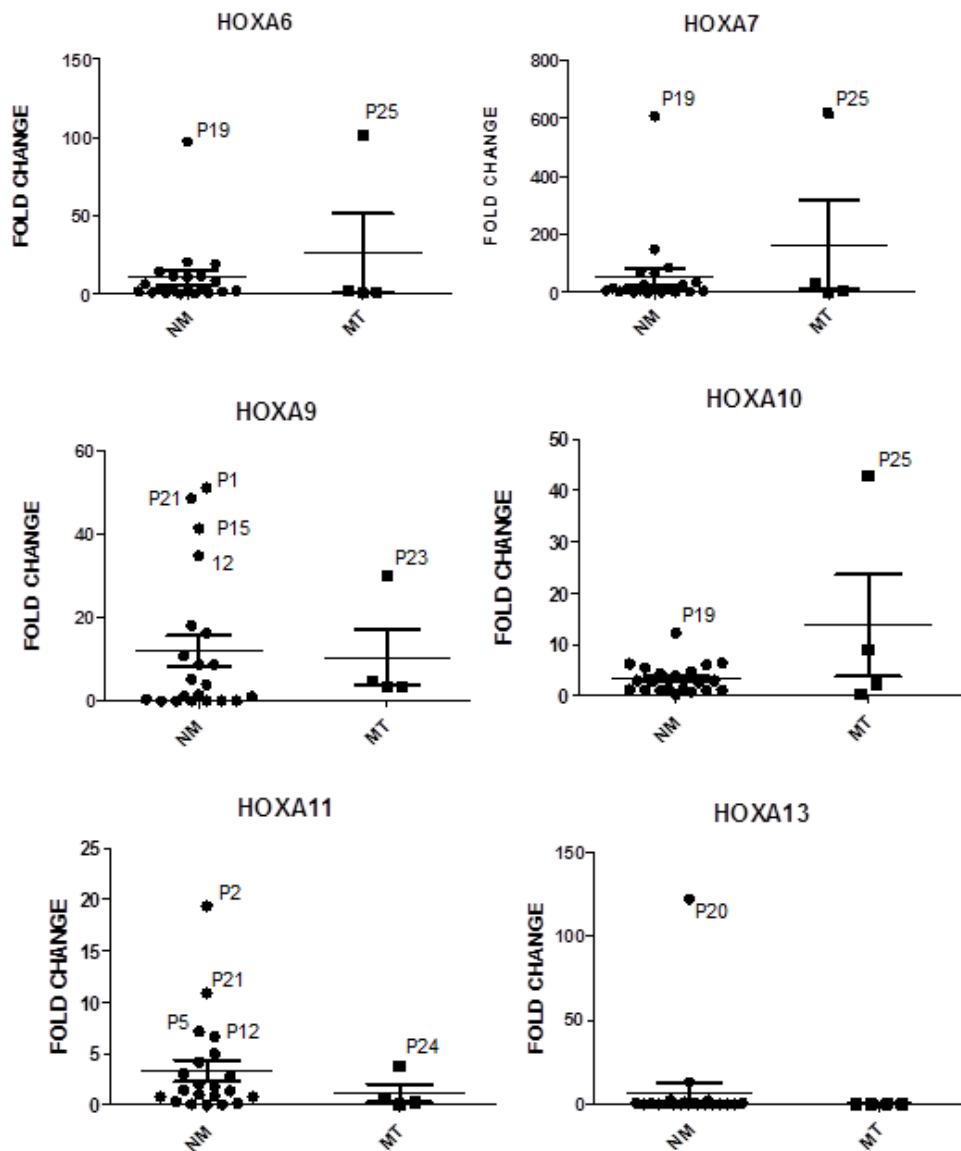 HOXA6
FOLD CHANGE
150
100
50
0
P19
P25
NM
MT
HOXA7
FOLD CHANGE
800
600
400
200
0
P19
P25
NM
MT
HOXA9
FOLD CHANGE
60
40
20
0
P1
P21
P15
12
P23
NM
MT
HOXA10
FOLD CHANGE
50
40
30
20
10
0
P25
P19
NM
MT
HOXA11
FOLD CHANGE
25
20
15
10
5
0
P2
P21
P5
P12
P24
NM
MT
HOXA13
FOLD CHANGE
150
100
50
0
P20
NM
MT